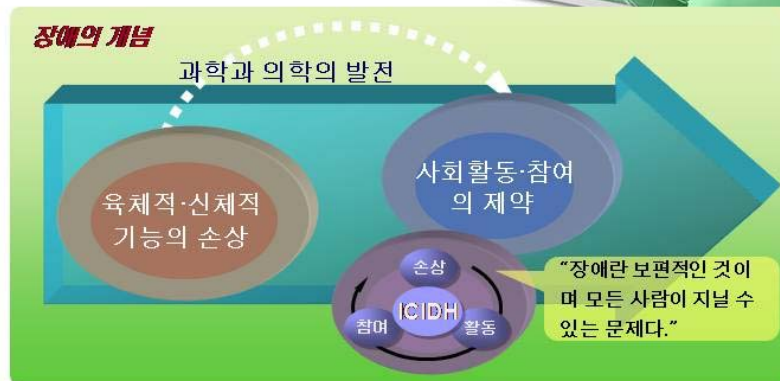 장애의 개념
과학과 의학의 발전
육체적·신체적
기능의 손상
사회활동·참여
의 제약
손상
ICIDH
참여
활동
“장애란 보편적인 것이
며 모든 사람이 지닐 수
있는 문제다.”